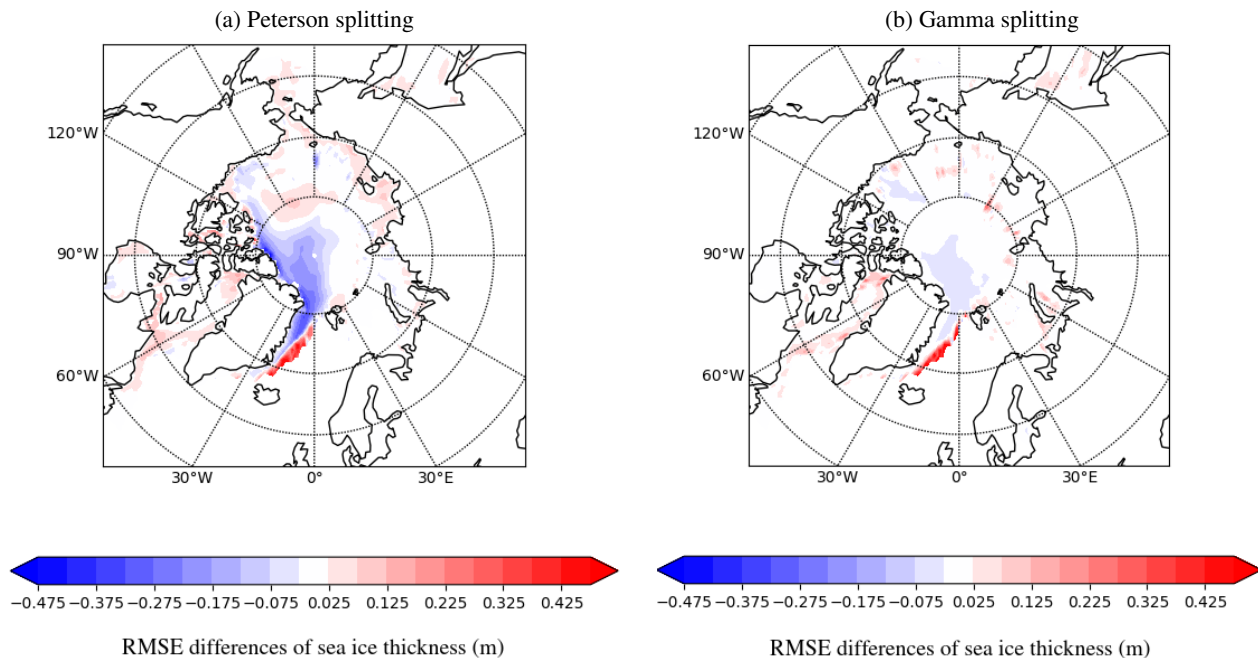 (a) Peterson splitting
(b) Gamma splitting
120°W
90°W
60°W
30°W 0° 30°E
120°W
90°W
60°W
30°W 0° 30°E
−0.475 −0.375 −0.275 −0.175 −0.075 0.025 0.125 0.225 0.325 0.425
−0.475 −0.375 −0.275 −0.175 −0.075 0.025 0.125 0.225 0.325 0.425
RMSE differences of sea ice thickness (m)
RMSE differences of sea ice thickness (m)